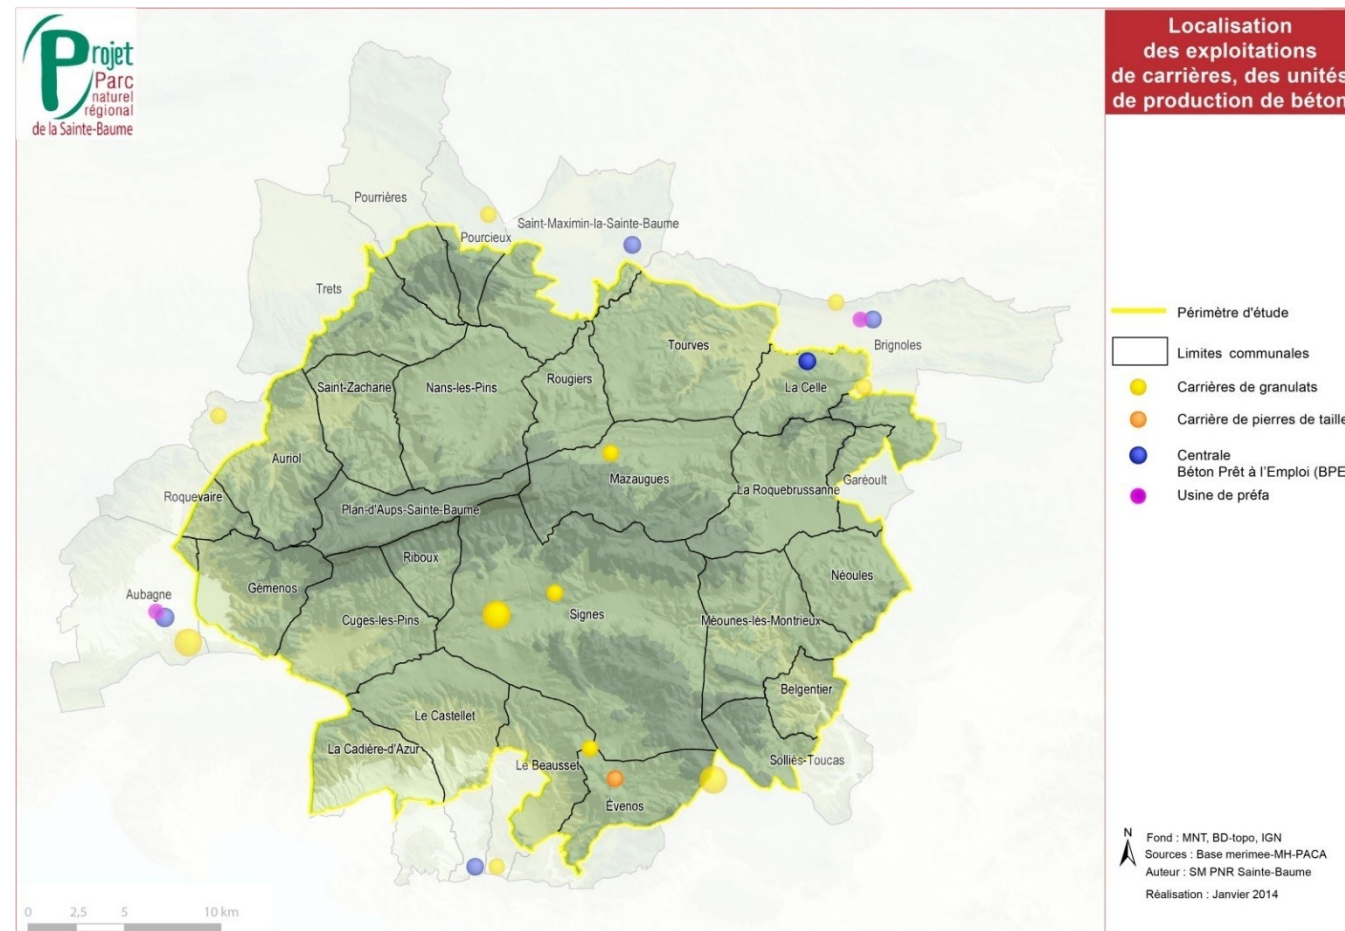 Projet
Parc
naturel
régional
de la Sainte-Baume
Localisation
des exploitations
de carrières, des unités
de production de béton
Pourrières
Pourcieux
Saint-Maximin-la-Sainte-Baume
Trets
Tourves
Brignoles
Saint-Zacharie
Nans-les-Pins
Rougiers
La Celle
Auriol
Mazaugues
La Roquebrussanne
Garéoult
Roquevaire
Plan-d'Aups-Sainte-Baume
Riboux
Gémenos
Néoules
Aubagne
Cuges-les-Pins
Signes
Méounes-lès-Montrieux
Belgentier
Le Castellet
La Cadière-d'Azur
Le Beausset
Solliès-Toucas
Évenos
Périmètre d'étude
Limites communales
Carrières de granulats
Carrière de pierres de taille
Centrale
Béton Prêt à l'Emploi (BPE
Usine de préfa
N
Fond : MNT, BD-topo, IGN
Sources : Base merimee-MH-PACA
Auteur : SM PNR Sainte-Baume
Réalisation : Janvier 2014
0 2,5 5 10 km